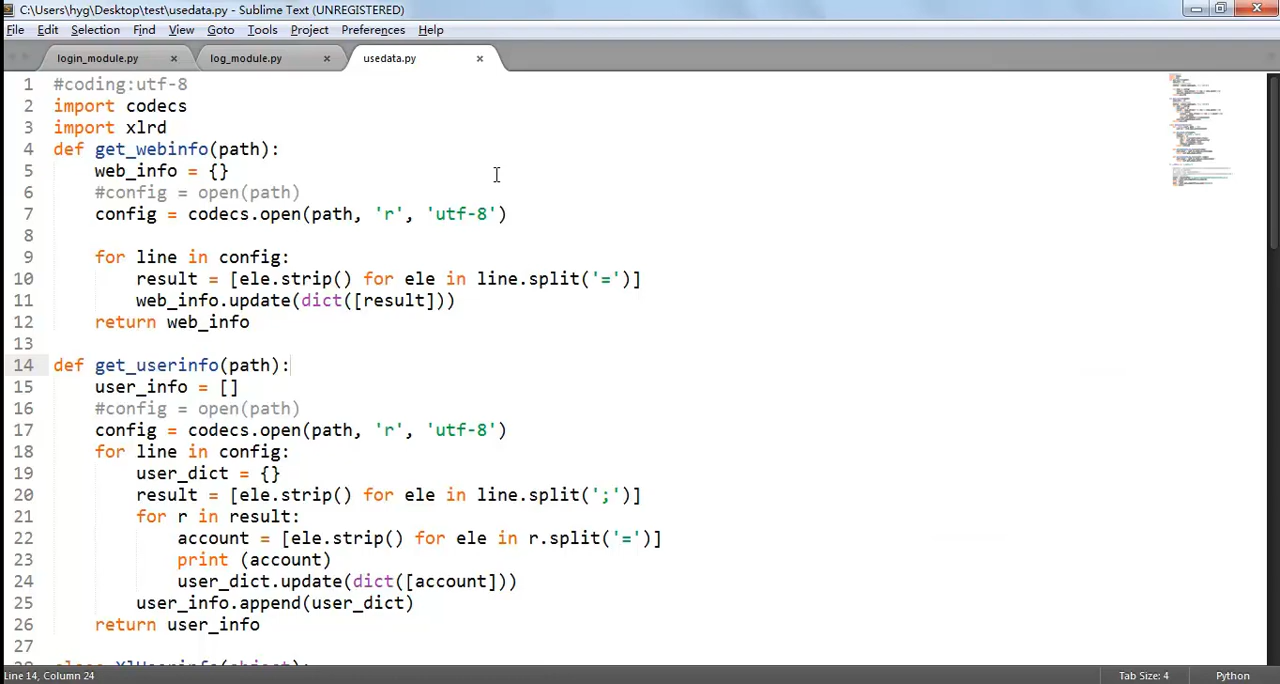 C:\Users\hyg\Desktop\test\usedata.py - Sublime Text (UNREGISTERED)
File Edit Selection Find View Goto Tools Project Preferences Help
login_module.py × log_module.py × usedata.py ×
1 #coding:utf-8
2 import codecs
3 import xlrd
4 def get_webinfo(path):
5     web_info = {}
6     #config = open(path)
7     config = codecs.open(path, 'r', 'utf-8')
8
9     for line in config:
10         result = [ele.strip() for ele in line.split('=')]
11         web_info.update(dict([result]))
12     return web_info
13
14 def get_userinfo(path):
15     user_info = []
16     #config = open(path)
17     config = codecs.open(path, 'r', 'utf-8')
18     for line in config:
19         user_dict = {}
20         result = [ele.strip() for ele in line.split(';')]
21         for r in result:
22             account = [ele.strip() for ele in r.split('=')]
23             print (account)
24             user_dict.update(dict([account]))
25         user_info.append(user_dict)
26     return user_info
27
28 class XlUserinfo(object):
Line 14, Column 24 Tab Size: 4 Python